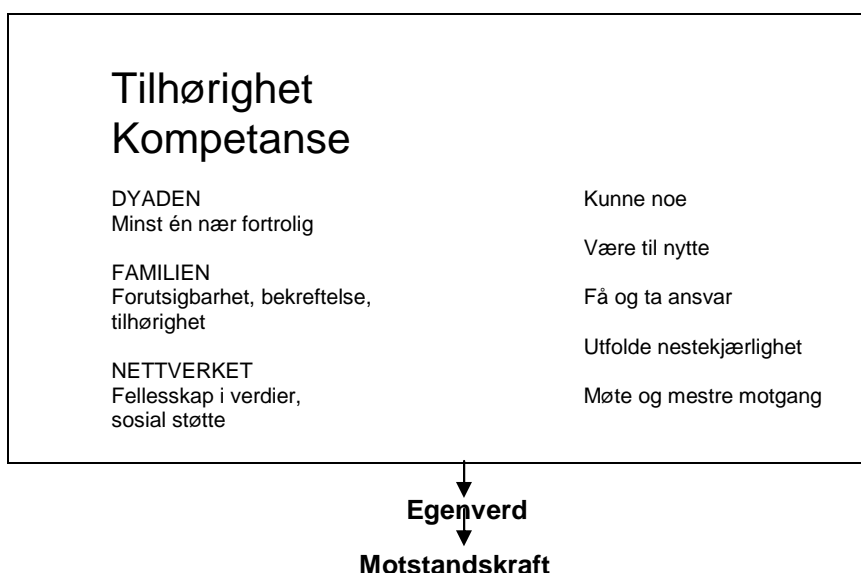 Tilhørighet
Kompetanse
DYADEN
Minst én nær fortrolig
FAMILIEN
Forutsigbarhet, bekreftelse,
tilhørighet
NETTVERKET
Fellesskap i verdier,
sosial støtte
Kunne noe
Være til nytte
Få og ta ansvar
Utfolde nestekjærlighet
Møte og mestre motgang
Egenverd
Motstandskraft